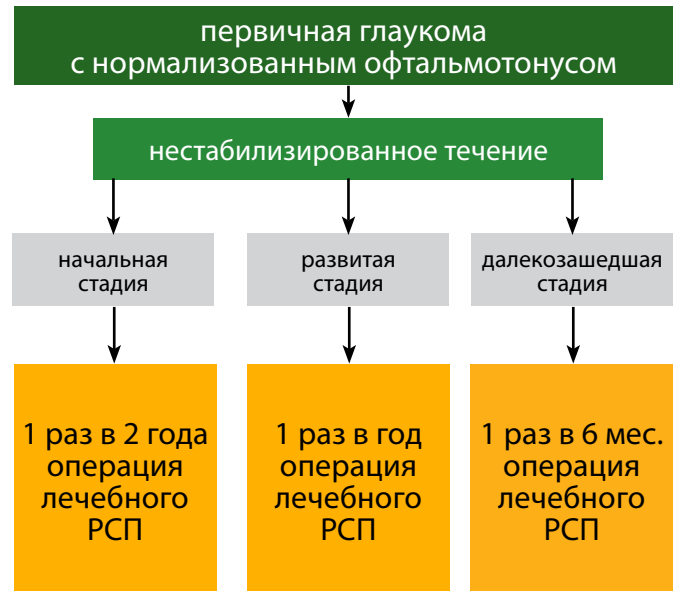 первичная глаукома
с нормализованным офтальмотонусом
нестабилизированное течение
начальная
стадия
развитая
стадия
далекозашедшая
стадия
1 раз в 2 года
операция
лечебного
РСП
1 раз в год
операция
лечебного
РСП
1 раз в 6 мес.
операция
лечебного
РСП